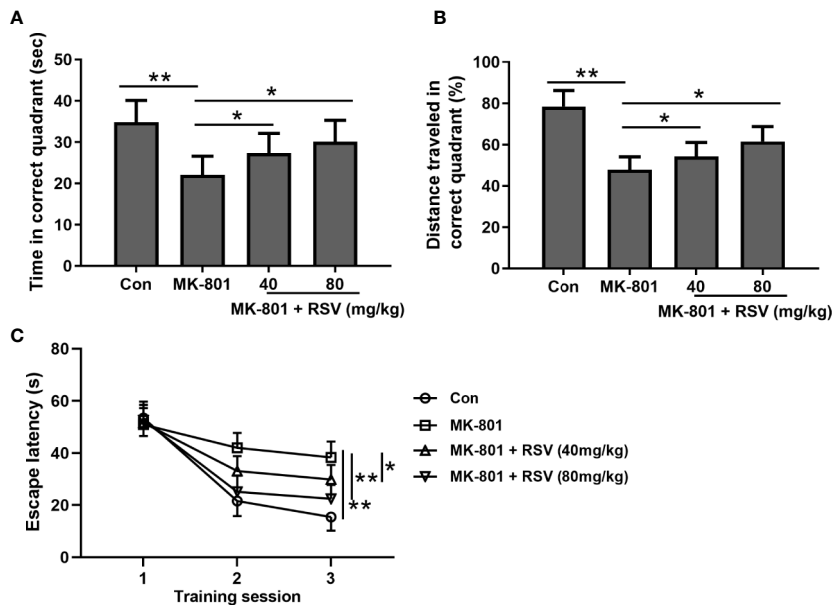 A
Time in correct quadrant (sec)
50
40
30
20
10
0
**
*
*
Con MK-801 40 80
MK-801 + RSV (mg/kg)
B
Distance traveled in
correct quadrant (%)
100
80
60
40
20
0
**
*
*
Con MK-801 40 80
MK-801 + RSV (mg/kg)
C
Escape latency (s)
80
60
40
20
0
1 2 3
Training session
**
**
*
Con
MK-801
MK-801 + RSV (40mg/kg)
MK-801 + RSV (80mg/kg)